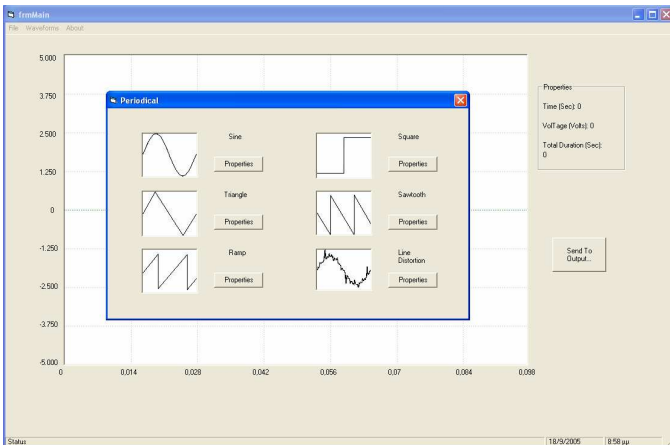 frmMain
File Waveforms About
5.000
3.750
2.500
1.250
0
-1.250
-2.500
-3.750
-5.000
0 0,014 0,028 0,042 0,056 0,07 0,084 0,098
Periodical
Sine
Properties
Square
Properties
Triangle
Properties
Sawtooth
Properties
Ramp
Properties
Line
Distortion
Properties
Properties
Time (Sec): 0
VolTage (Volts): 0
Total Duration (Sec):
0
Send To
Output...
Status
18/9/2005
8:58 μμ